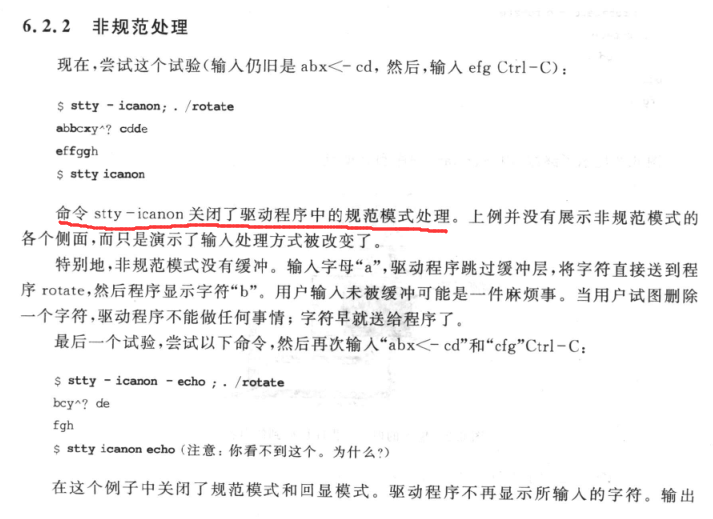 6.2.2 非规范处理
现在,尝试这个试验(输入仍旧是 abx<- cd, 然后,输入 efg Ctrl-C):
$ stty - icanon; . /rotate
abbcxy^? cdde
effggh
$ stty icanon
命令 stty -icanon 关闭了驱动程序中的规范模式处理。上例并没有展示非规范模式的
各个侧面,而只是演示了输入处理方式被改变了。
特别地,非规范模式没有缓冲。输入字母“a”,驱动程序跳过缓冲层,将字符直接送到程
序 rotate,然后程序显示字符“b”。用户输入未被缓冲可能是一件麻烦事。当用户试图删除
一个字符,驱动程序不能做任何事情; 字符早就送给程序了。
最后一个试验,尝试以下命令,然后再次输入“abx<- cd”和“cfg”Ctrl-C:
$ stty - icanon - echo ; . /rotate
bcy^? de
fgh
$ stty icanon echo (注意: 你看不到这个。为什么?)
在这个例子中关闭了规范模式和回显模式。驱动程序不再显示所输入的字符。输出